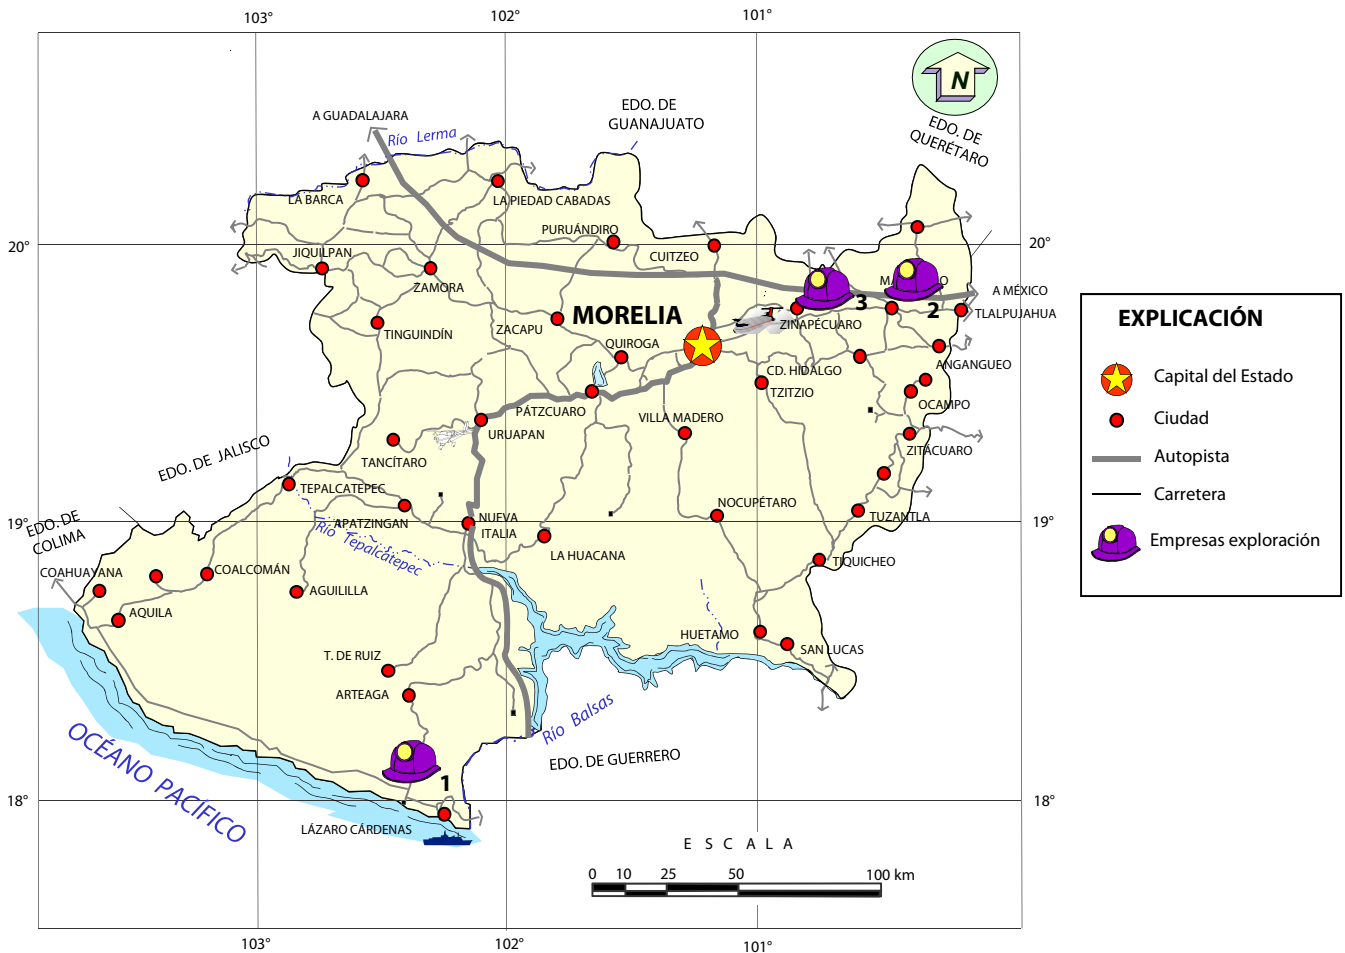 103°
102°
101°
A GUADALAJARA
Río Lerma
EDO. DE
GUANAJUATO
N
EDO. DE
QUERÉTARO
LA BARCA
LA PIEDAD CABADAS
PURUÁNDIRO
20°
20°
JIQUILPAN
CUITZEO
ZAMORA
A MÉXICO
3
2
TLALPUJAHUA
MORELIA
ZINAPÉCUARO
TINGUINDÍN
ZACAPU
QUIROGA
ANGANGUEO
CD. HIDALGO
TZITZIO
OCAMPO
PÁTZCUARO
VILLA MADERO
URUAPAN
ZITÁCUARO
EDO. DE JALISCO
TANCÍTARO
TEPALCATEPEC
NOCUPÉTARO
19°
19°
EDO. DE
COLIMA
APATZINGAN
NUEVA
ITALIA
TUZANTLA
Río Tepalcatepec
LA HUACANA
TIQUICHEO
COAHUAYANA
COALCOMÁN
AGUILILLA
AQUILA
HUETAMO
SAN LUCAS
T. DE RUIZ
ARTEAGA
Río Balsas
OCÉANO PACÍFICO
EDO. DE GUERRERO
1
18°
18°
LÁZARO CÁRDENAS
ESCALA
0 10 25 50 100 km
103°
102°
101°
EXPLICACIÓN
Capital del Estado
Ciudad
Autopista
Carretera
Empresas exploración